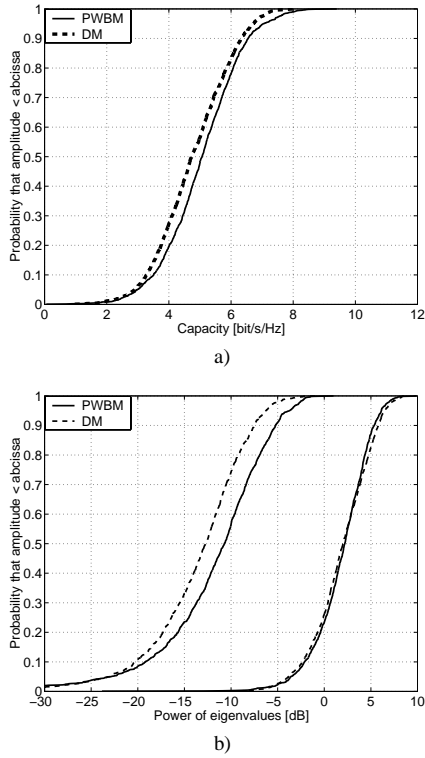 PWBM
DM
Probability that amplitude < abcissa
1
0.9
0.8
0.7
0.6
0.5
0.4
0.3
0.2
0.1
0
0 2 4 6 8 10 12
Capacity [bit/s/Hz]
a)
PWBM
DM
Probability that amplitude < abcissa
1
0.9
0.8
0.7
0.6
0.5
0.4
0.3
0.2
0.1
0
−30 −25 −20 −15 −10 −5 0 5 10
Power of eigenvalues [dB]
b)